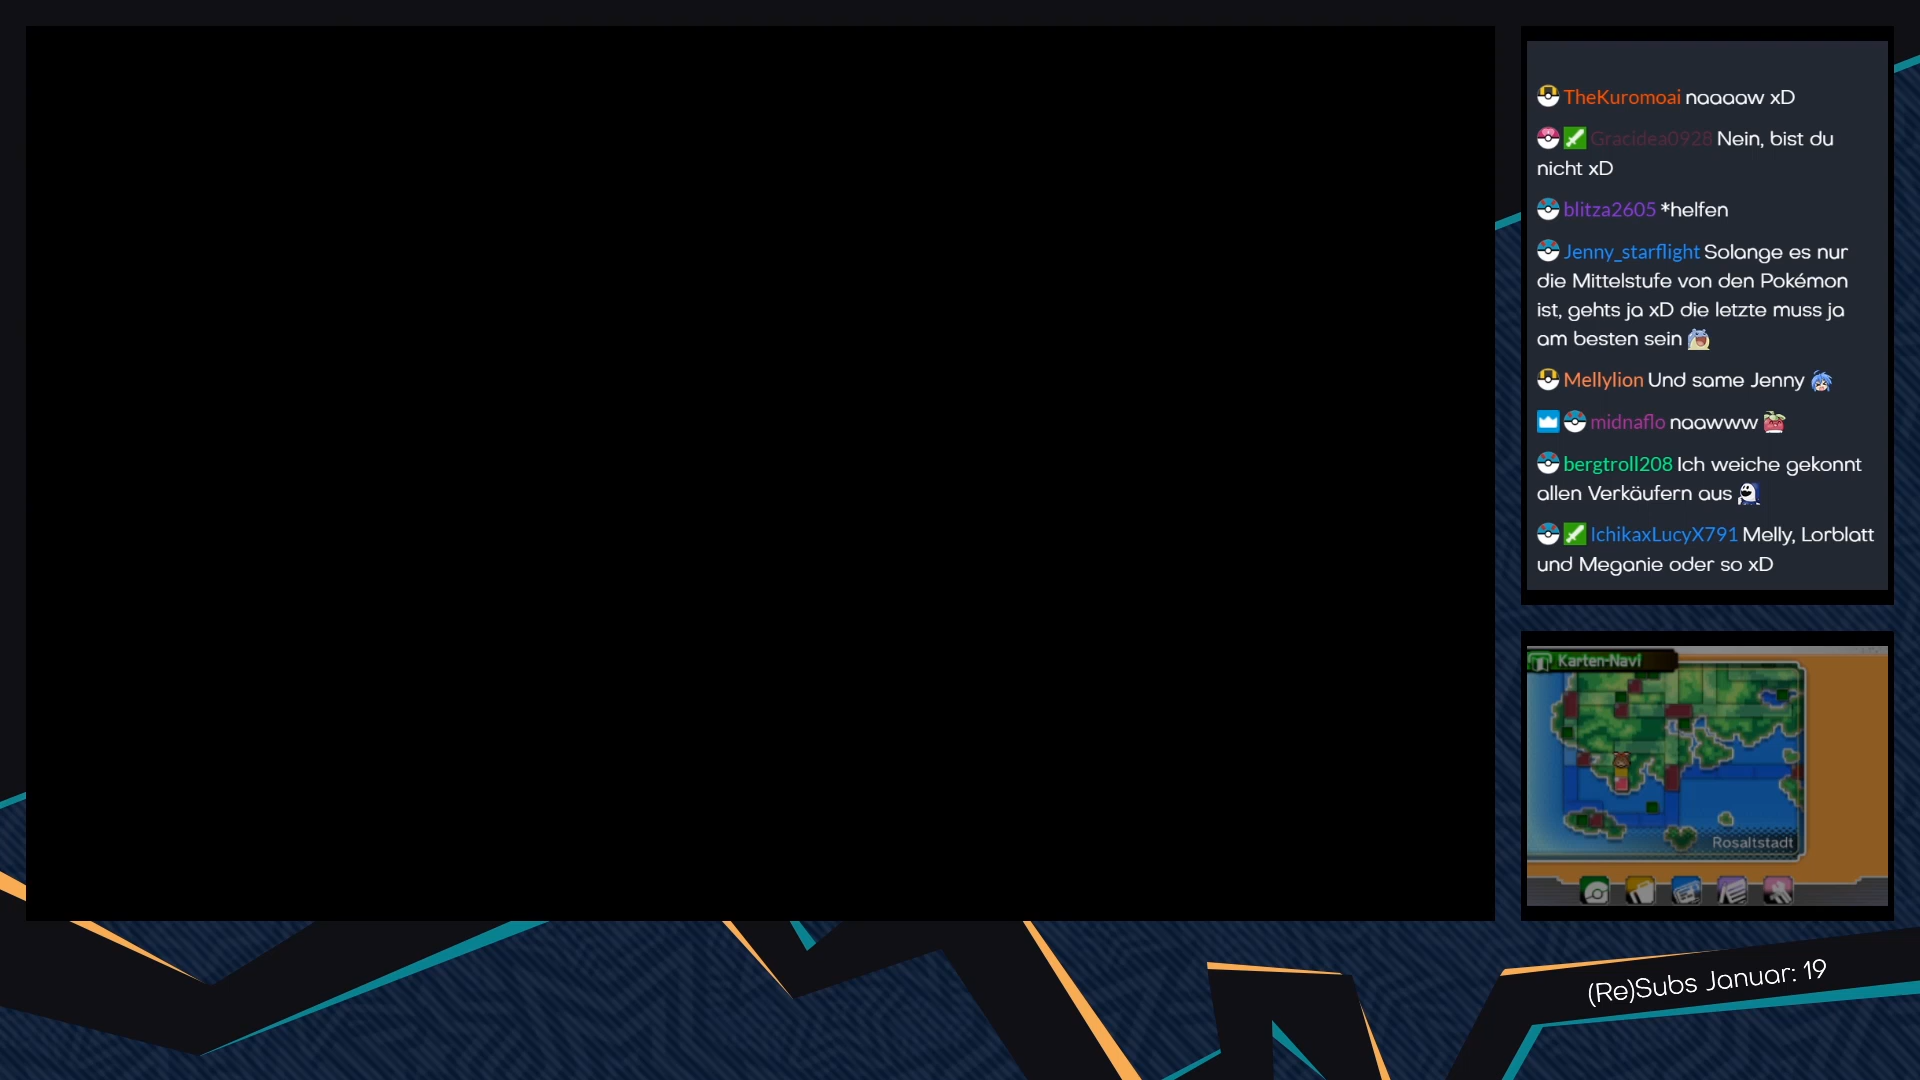 TheKuromoai naaaaw xD
Gracidea0928 Nein, bist du
nicht xD
blitza2605 *helfen
Jenny_starflight Solange es nur
die Mittelstufe von den Pokémon
ist, gehts ja xD die letzte muss ja
am besten sein
Mellylion Und same Jenny
midnaflo naawww
bergtroll208 Ich weiche gekonnt
allen Verkäufern aus
IchikaxLucyX791 Melly, Lorblatt
und Meganie oder so xD
Karten-Navi
Rosaltstadt
(Re)Subs Januar: 19